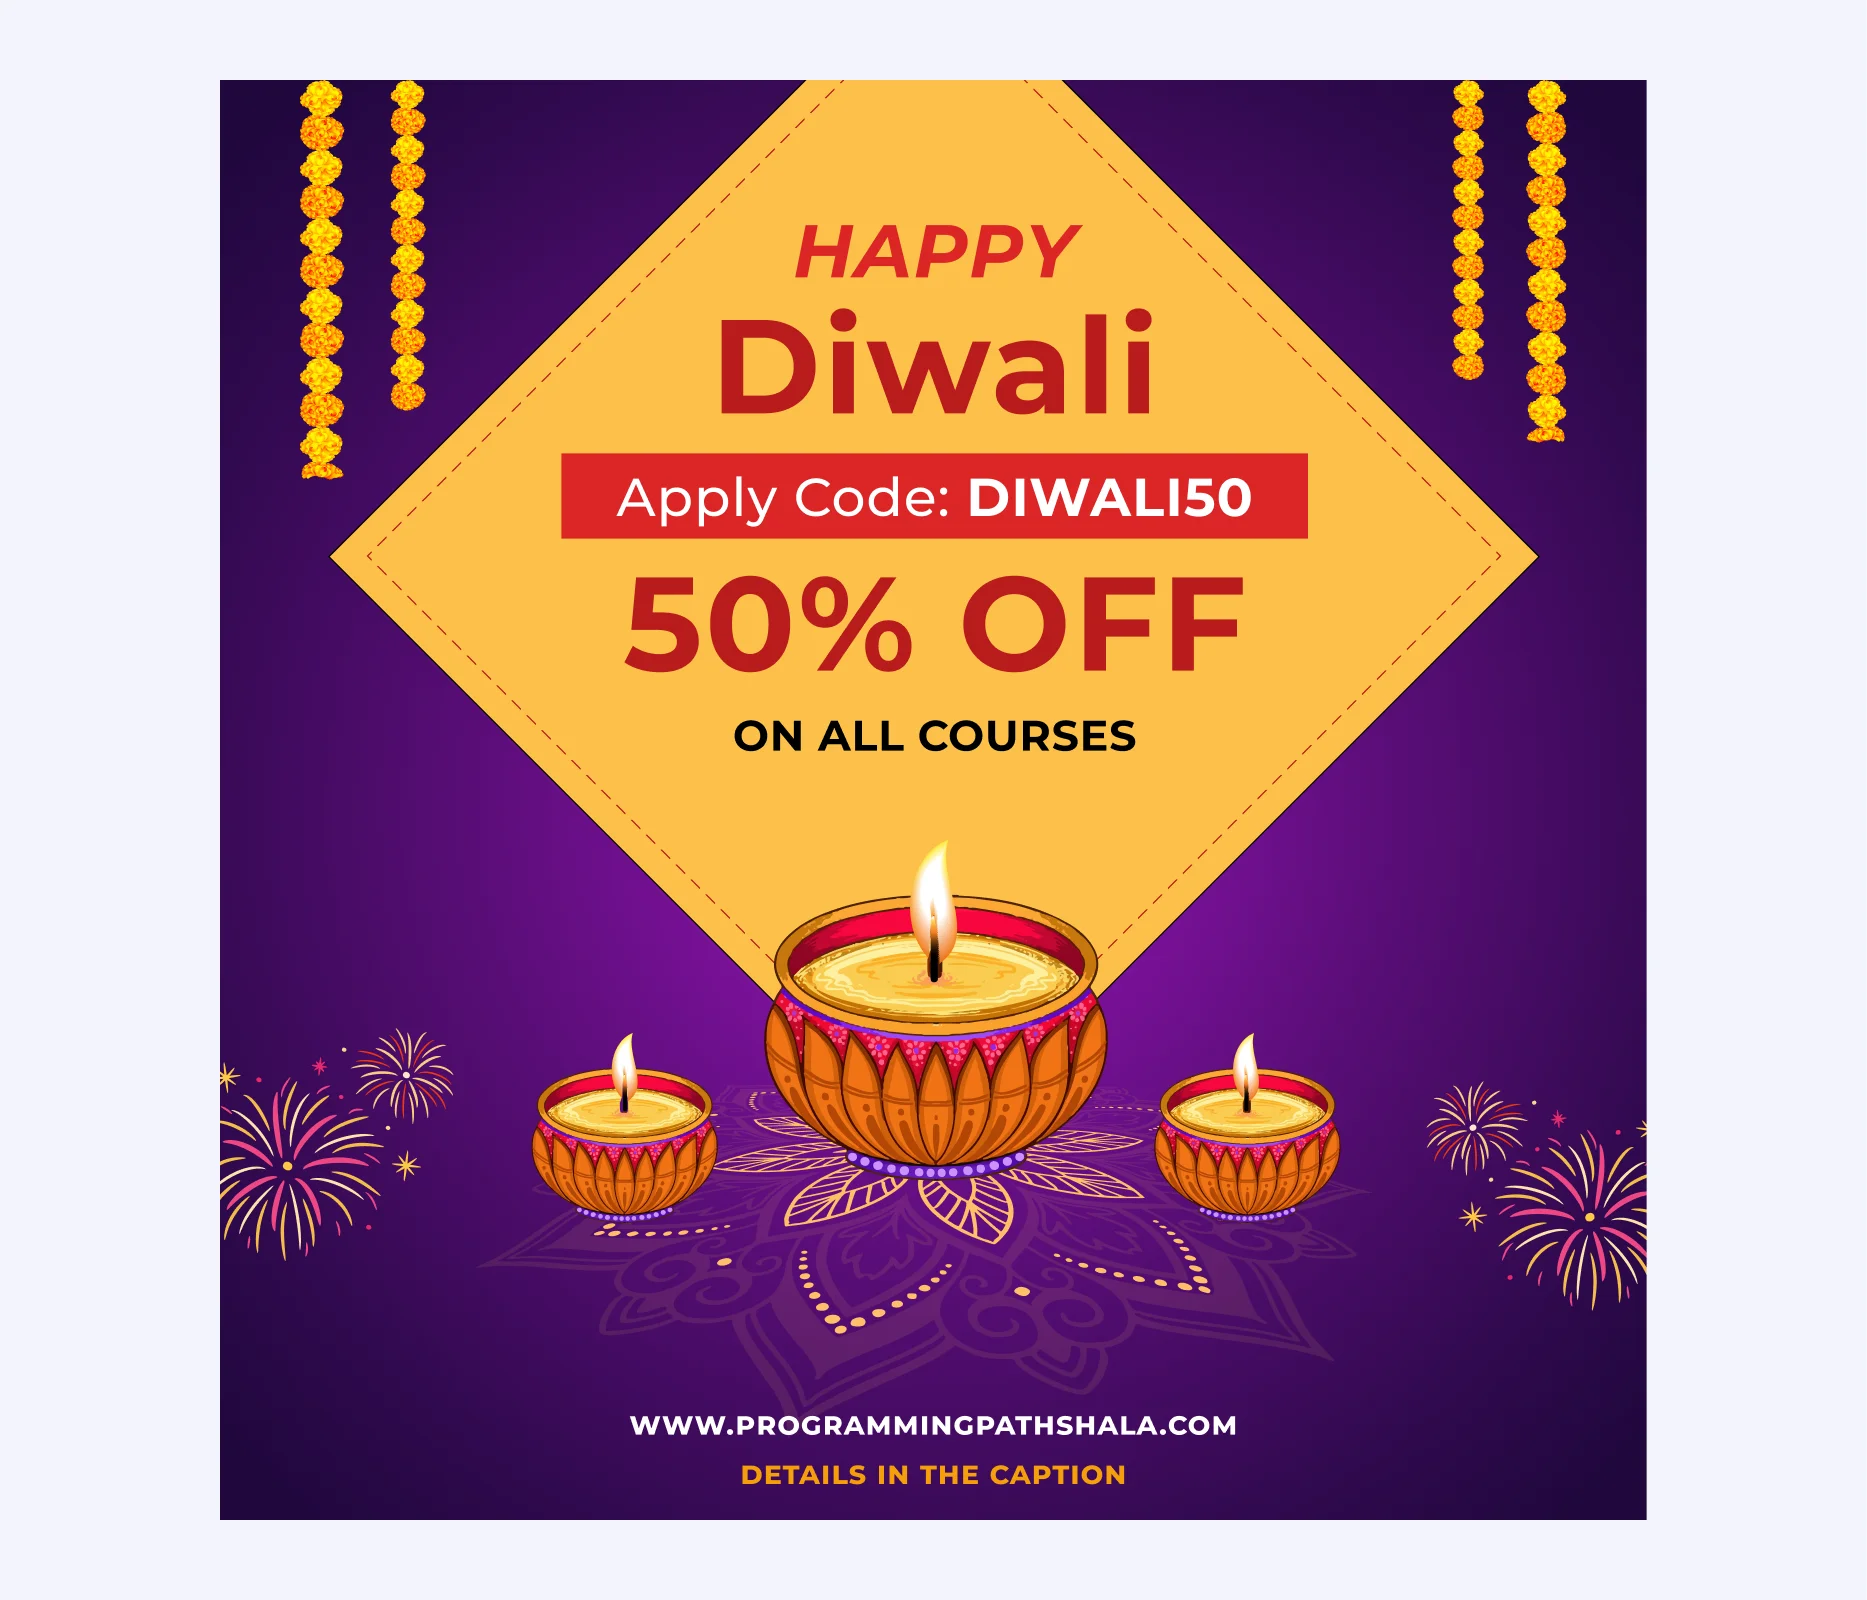 HAPPY
Diwali
Apply Code: DIWALI50
50% OFF
ON ALL COURSES
WWW.PROGRAMMINGPATHSHALA.COM
DETAILS IN THE CAPTION